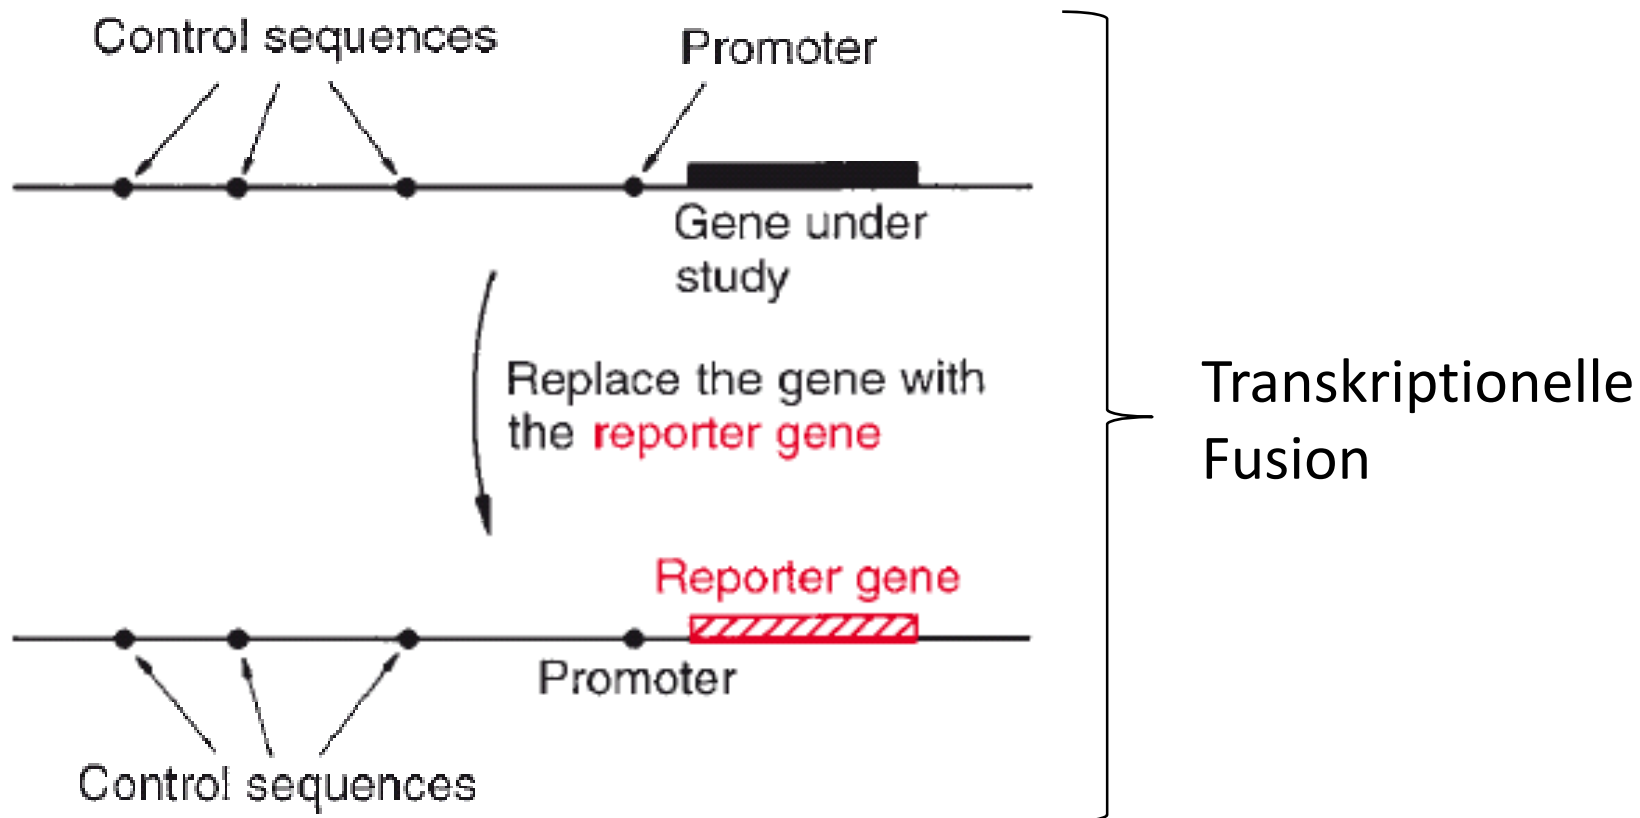 Control sequences
Promoter
Gene under
study
Replace the gene with
the reporter gene
Transkriptionelle
Fusion
Reporter gene
Promoter
Control sequences